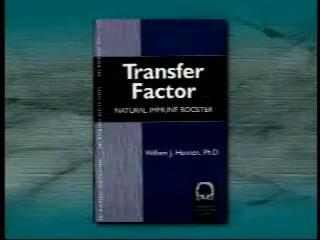 Transfer
Factor
NATURAL IMMUNE BOOSTER
William J. Hennen, Ph.D.